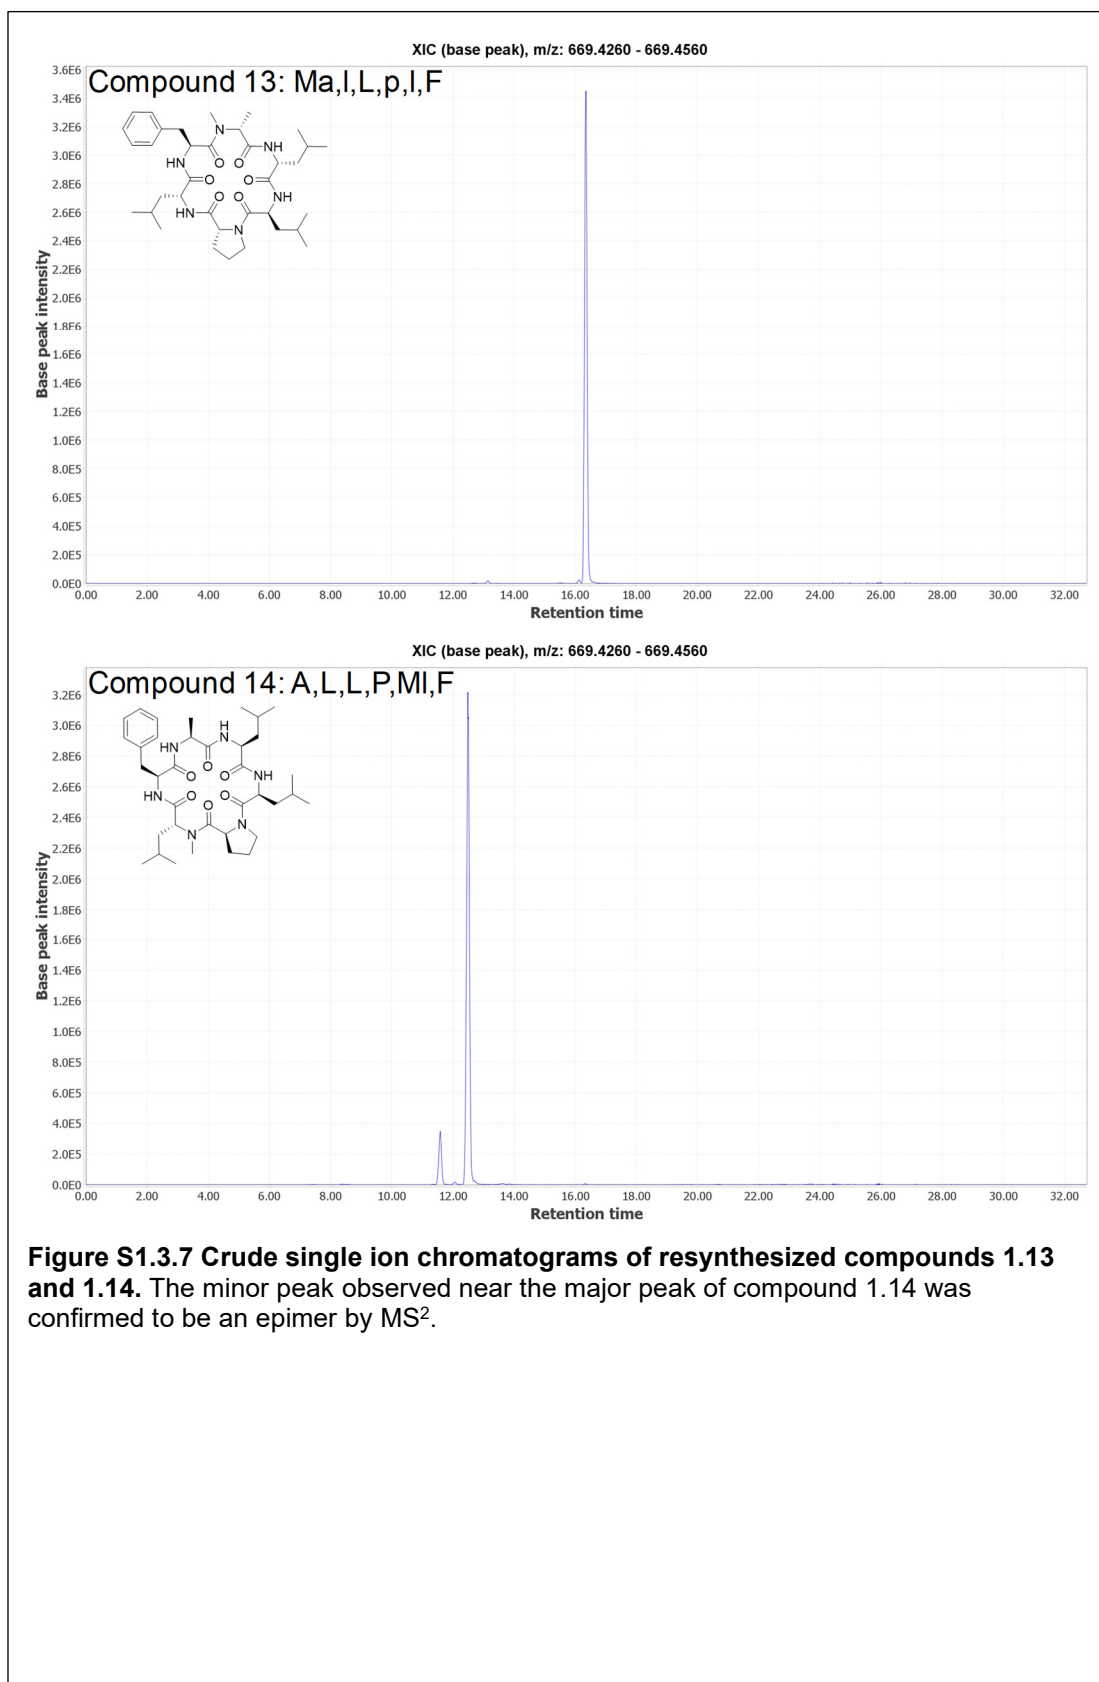 XIC (base peak), m/z: 669.4260 - 669.4560
Compound 13: Ma,l,L,p,l,F
3.6E6
3.4E6
3.2E6
3.0E6
2.8E6
2.6E6
2.4E6
2.2E6
2.0E6
1.8E6
1.6E6
1.4E6
1.2E6
1.0E6
8.0E5
6.0E5
4.0E5
2.0E5
0.0E0
Base peak intensity
N
O
O
NH
HN
O
O
O
O
NH
HN
N
0.00 2.00 4.00 6.00 8.00 10.00 12.00 14.00 16.00 18.00 20.00 22.00 24.00 26.00 28.00 30.00 32.00
Retention time
XIC (base peak), m/z: 669.4260 - 669.4560
Compound 14: A,L,L,P,Ml,F
3.2E6
3.0E6
2.8E6
2.6E6
2.4E6
2.2E6
2.0E6
1.8E6
1.6E6
1.4E6
1.2E6
1.0E6
8.0E5
6.0E5
4.0E5
2.0E5
0.0E0
Base peak intensity
H
N
HN
O
O
O
NH
HN
O
O
O
N
N
0.00 2.00 4.00 6.00 8.00 10.00 12.00 14.00 16.00 18.00 20.00 22.00 24.00 26.00 28.00 30.00 32.00
Retention time
Figure S1.3.7 Crude single ion chromatograms of resynthesized compounds 1.13
and 1.14. The minor peak observed near the major peak of compound 1.14 was
confirmed to be an epimer by MS².